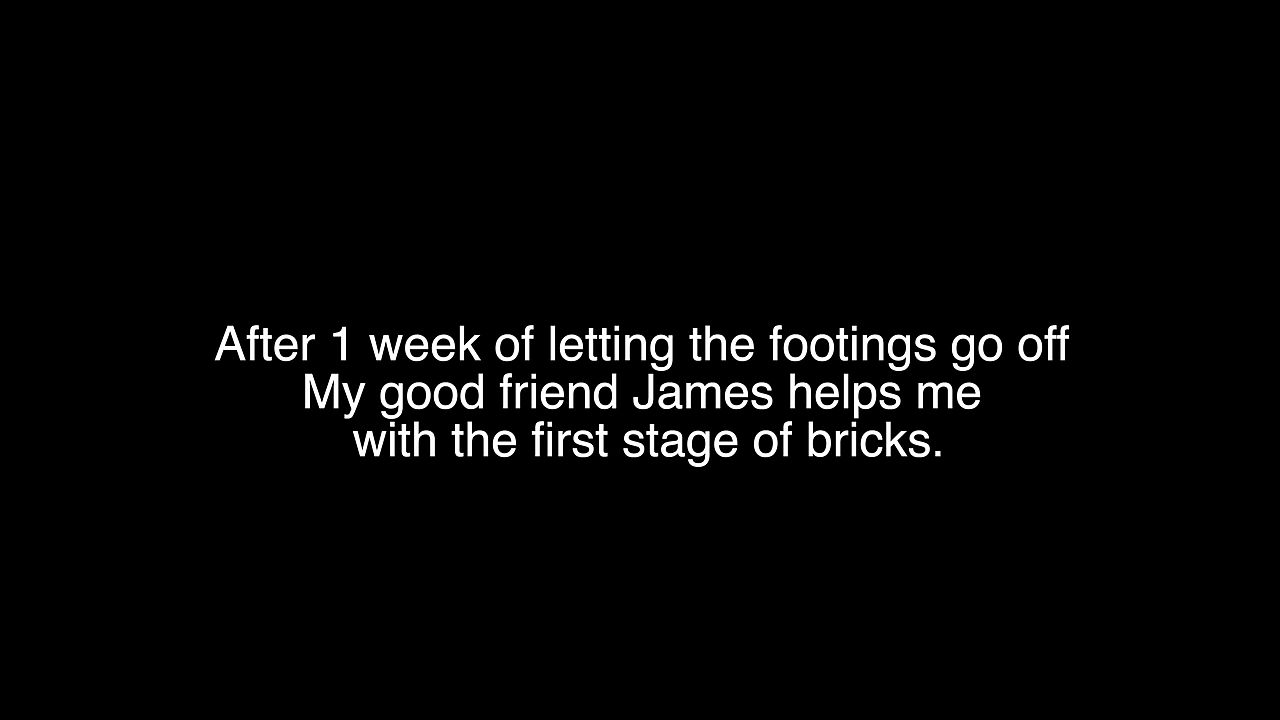 After 1 week of letting the footings go off
My good friend James helps me
with the first stage of bricks.